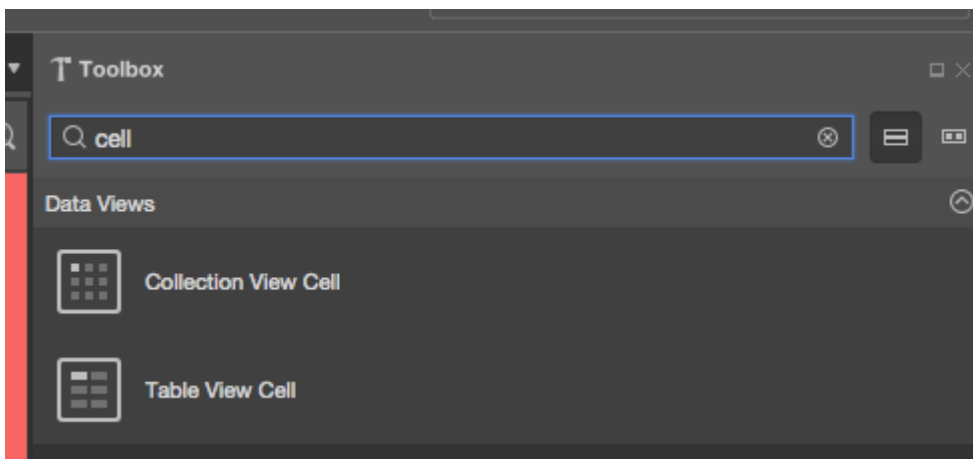 Toolbox
cell
Data Views
Collection View Cell
Table View Cell